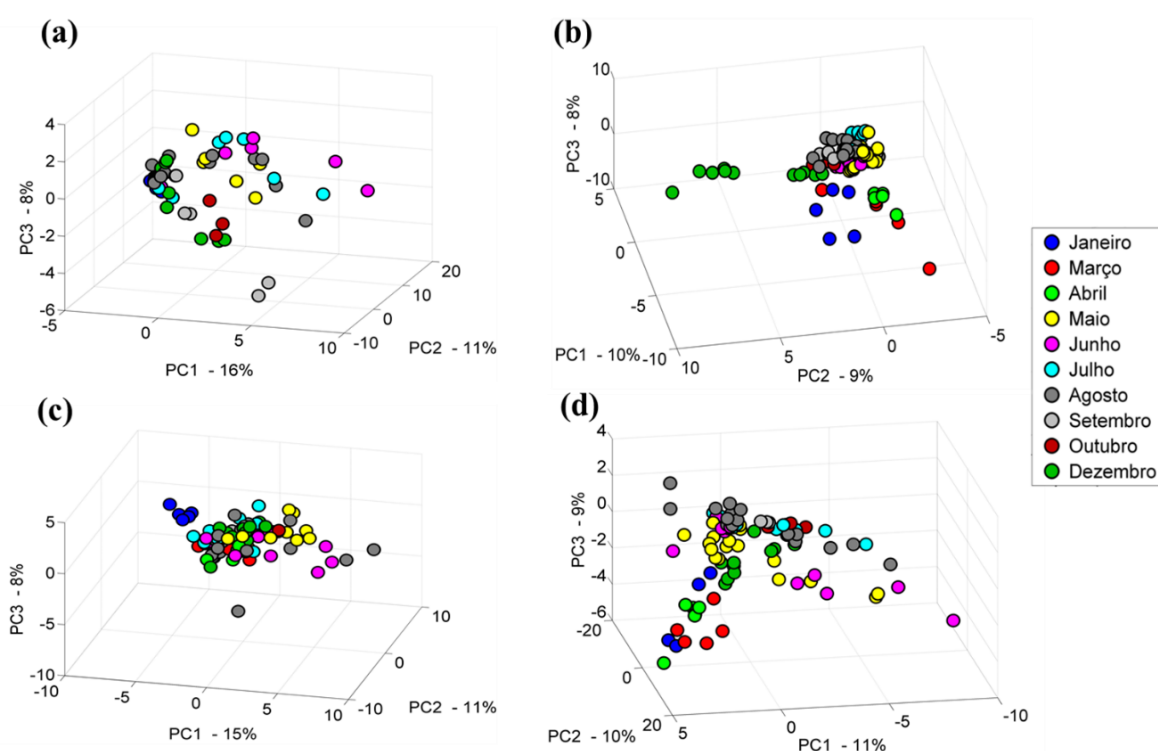 (a)
4
2
0
-2
-4
-6
PC3 - 8%
-5
0
5
10
PC1 - 16%
-10
0
10
20
PC2 - 11%
(b)
10
5
0
-5
-10
PC3 - 8%
5
0
-5
-10
PC1 - 10%
10
5
0
-5
PC2 - 9%
Janeiro
Março
Abril
Maio
Junho
Julho
Agosto
Setembro
Outubro
Dezembro
(c)
5
0
-5
-10
PC3 - 8%
-10
-5
0
5
10
PC1 - 15%
-10
0
10
PC2 - 11%
(d)
4
2
0
-2
-4
-6
PC3 - 9%
-20
0
20
PC2 - 10%
5
0
-5
-10
PC1 - 11%